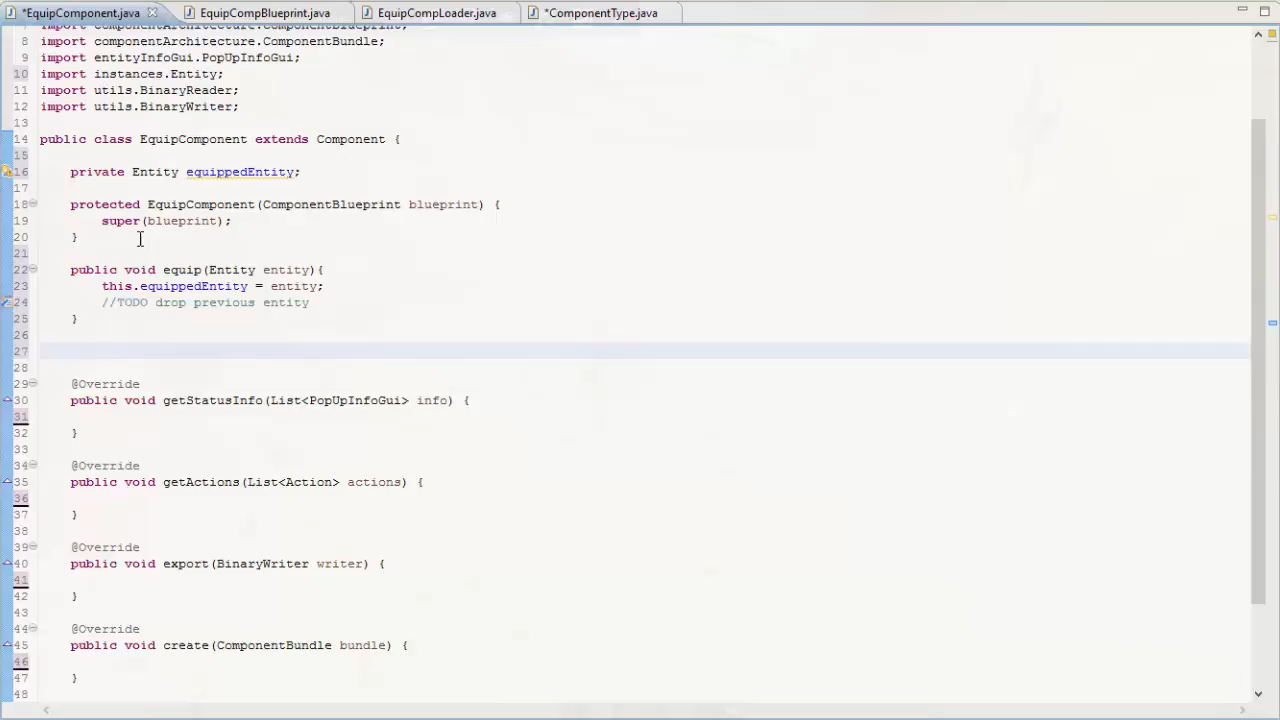 *EquipComponent.java EquipCompBlueprint.java EquipCompLoader.java *ComponentType.java
import componentArchitecture.ComponentBlueprint;
8 import componentArchitecture.ComponentBundle;
9 import entityInfoGui.PopUpInfoGui;
10 import instances.Entity;
11 import utils.BinaryReader;
12 import utils.BinaryWriter;
13
14 public class EquipComponent extends Component {
15
16 private Entity equippedEntity;
17
18 protected EquipComponent(ComponentBlueprint blueprint) {
19 super(blueprint);
20 }
21
22 public void equip(Entity entity){
23 this.equippedEntity = entity;
24 //TODO drop previous entity
25 }
26
27
28
29 @Override
30 public void getStatusInfo(List<PopUpInfoGui> info) {
31
32 }
33
34 @Override
35 public void getActions(List<Action> actions) {
36
37 }
38
39 @Override
40 public void export(BinaryWriter writer) {
41
42 }
43
44 @Override
45 public void create(ComponentBundle bundle) {
46
47 }
48